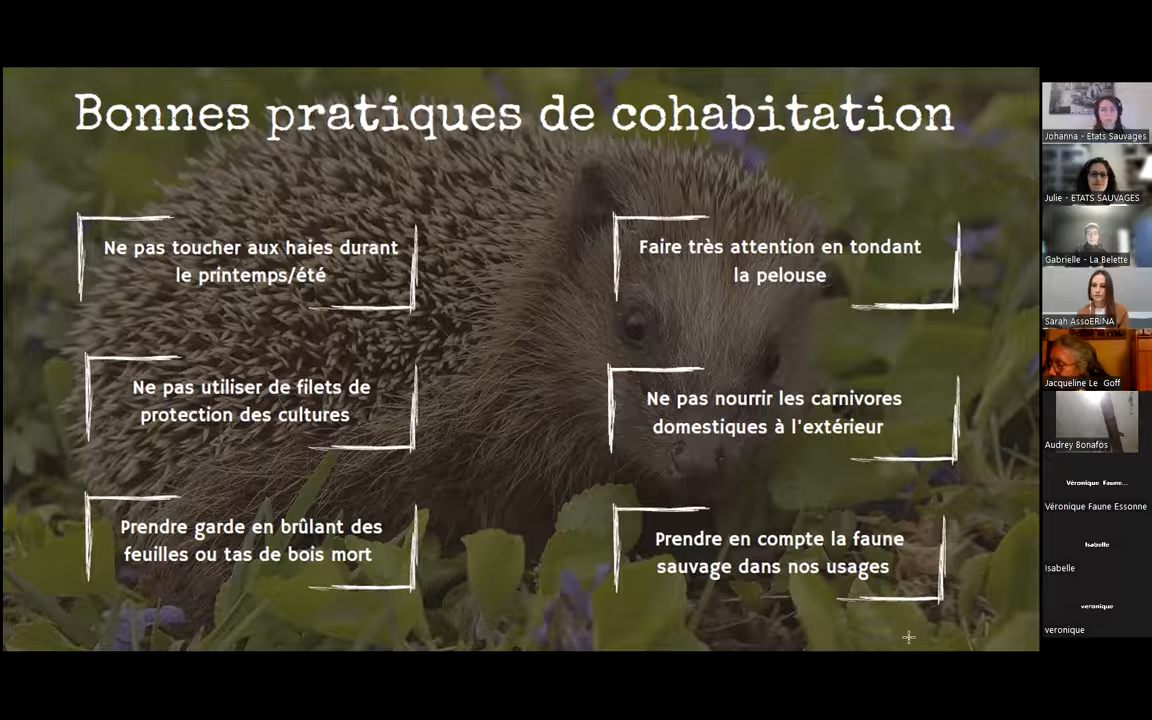 Bonnes pratiques de cohabitation
Ne pas toucher aux haies durant
le printemps/été
Ne pas utiliser de filets de
protection des cultures
Prendre garde en brûlant des
feuilles ou tas de bois mort
Faire très attention en tondant
la pelouse
Ne pas nourrir les carnivores
domestiques à l'extérieur
Prendre en compte la faune
sauvage dans nos usages
Johanna - Etats Sauvages
Julie - ETATS SAUVAGES
Gabrielle - La Belette
Sarah AssoERINA
Jacqueline Le Goff
Audrey Bonafos
Véronique Faune...
Véronique Faune Essonne
Isabelle
Isabelle
veronique
veronique